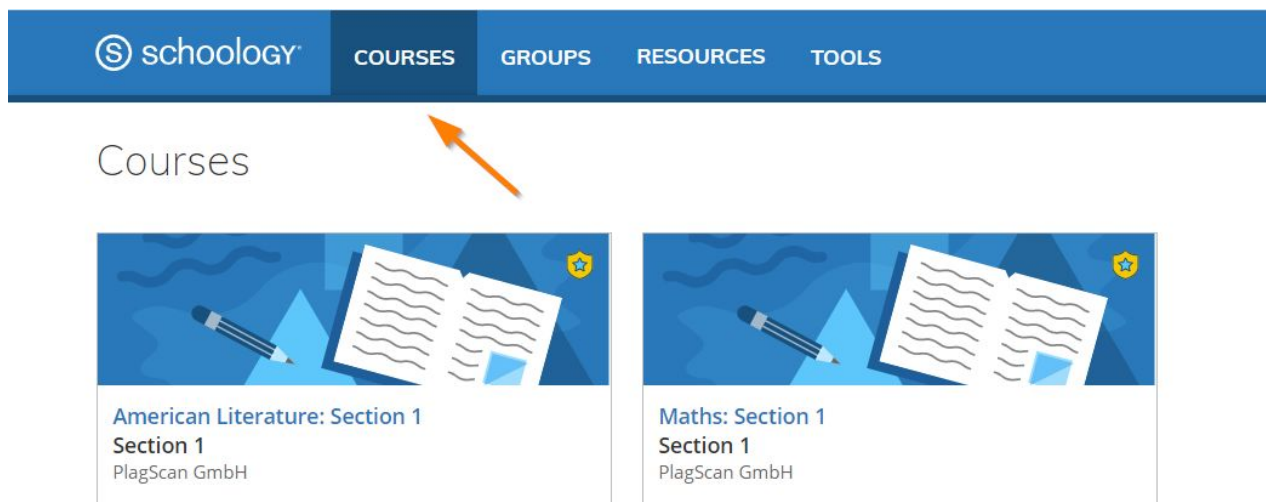 schoology COURSES GROUPS RESOURCES TOOLS
Courses
American Literature: Section 1
Section 1
PlagScan GmbH
Maths: Section 1
Section 1
PlagScan GmbH